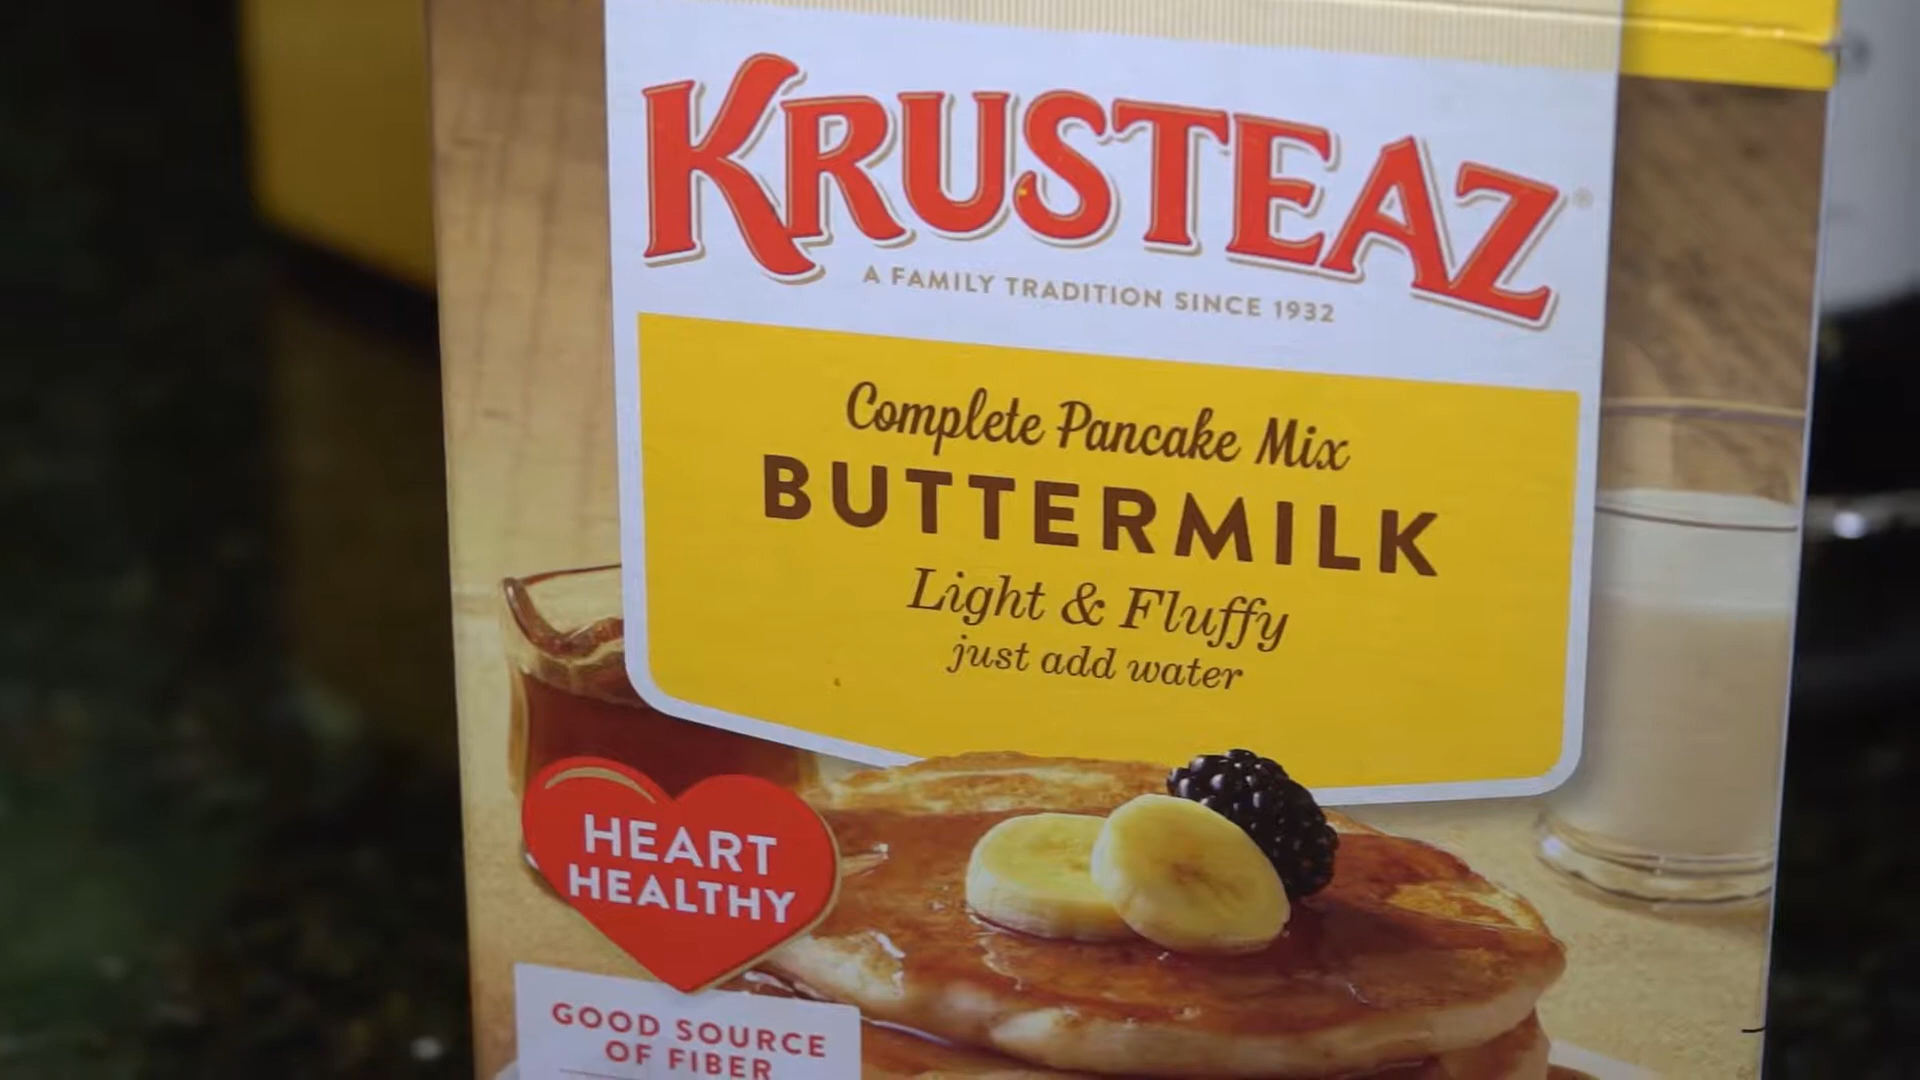 KRUSTEAZ®
A FAMILY TRADITION SINCE 1932
Complete Pancake Mix
BUTTERMILK
Light & Fluffy
just add water
HEART
HEALTHY
GOOD SOURCE
OF FIBER